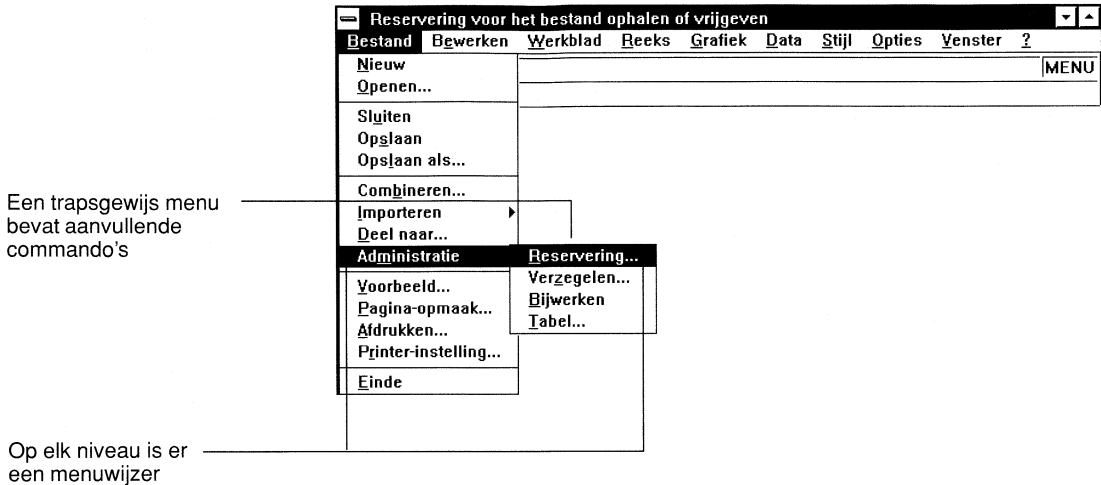 Reservering voor het bestand ophalen of vrijgeven
Bestand Bewerken Werkblad Reeks Grafiek Data Stijl Opties Venster ?
MENU
Nieuw
Openen...
Sluiten
Opslaan
Opslaan als...
Combineren...
Importeren
Deel naar...
Administratie
Voorbeeld...
Pagina-opmaak...
Afdrukken...
Printer-instelling...
Einde
Reservering...
Verzegelen...
Bijwerken
Tabel...
Een trapsgewijs menu
bevat aanvullende
commando's
Op elk niveau is er
een menuwijzer